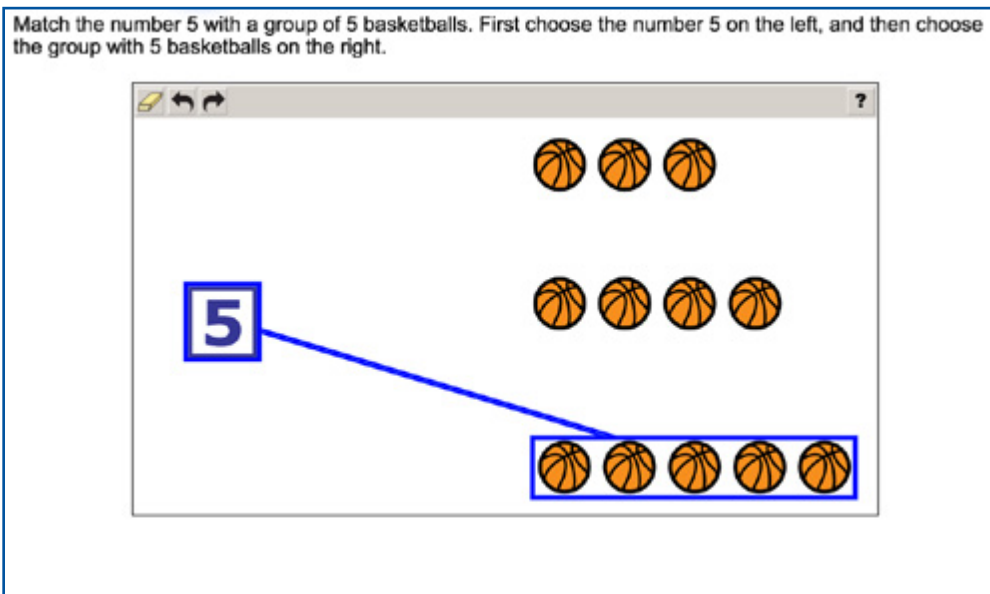 Match the number 5 with a group of 5 basketballs. First choose the number 5 on the left, and then choose
the group with 5 basketballs on the right.
?
5